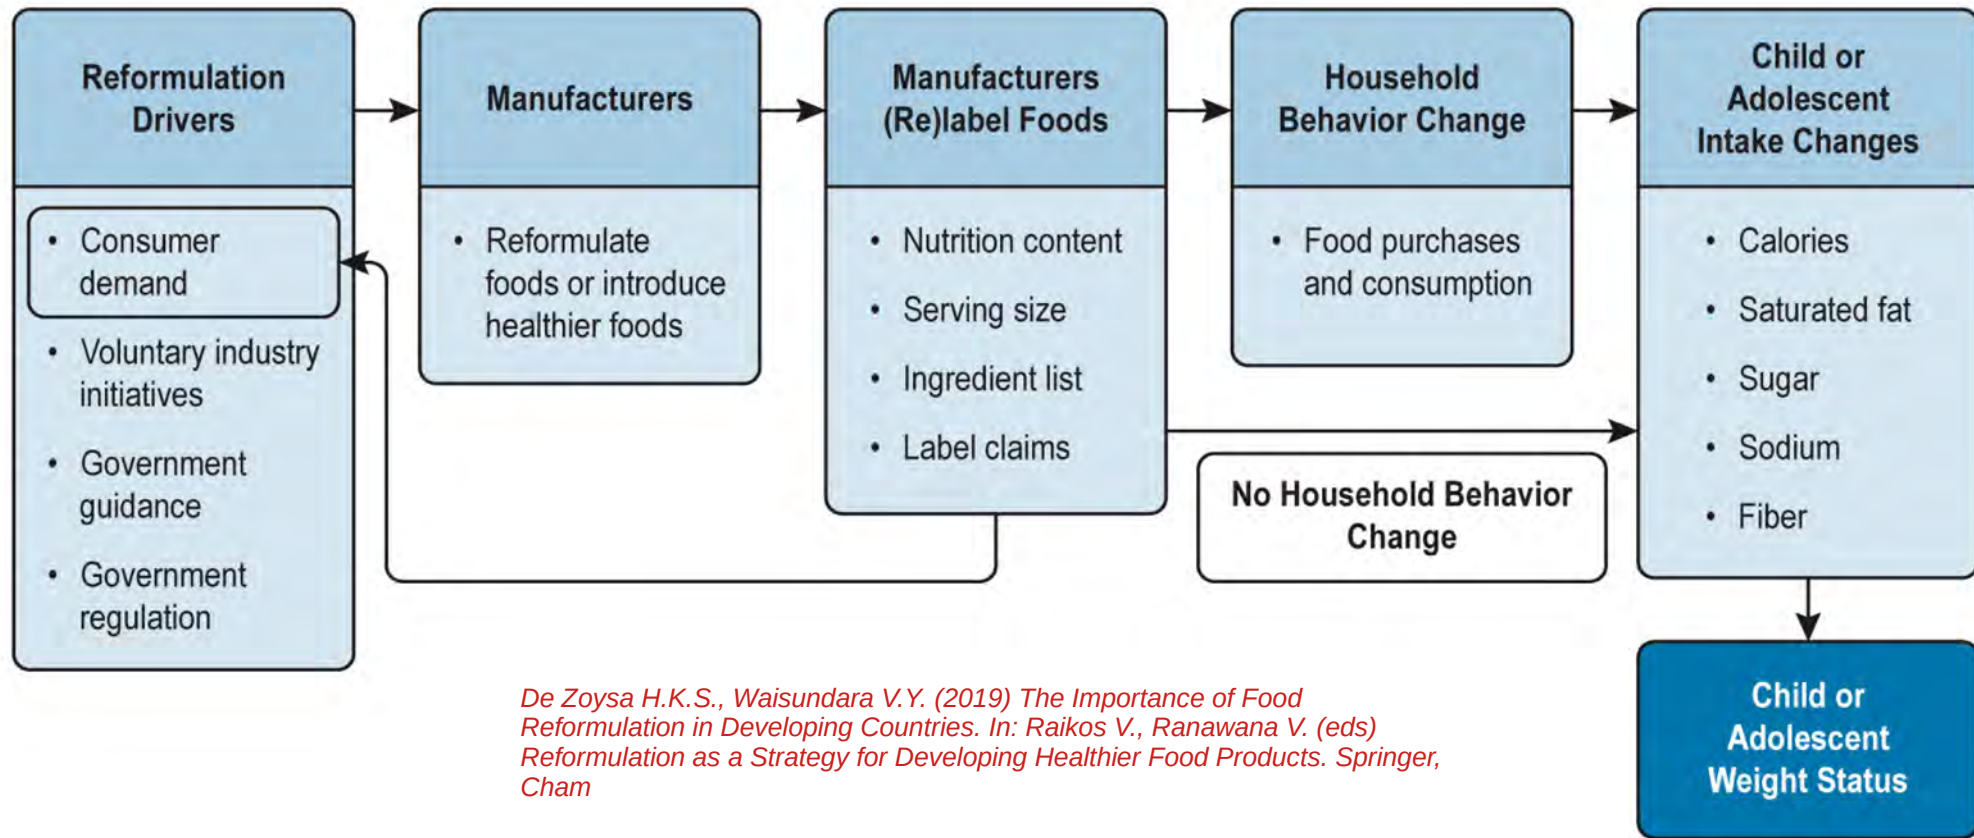 Reformulation
Drivers
• Consumer
demand
• Voluntary industry
initiatives
• Government
guidance
• Government
regulation
Manufacturers
• Reformulate
foods or introduce
healthier foods
Manufacturers
(Re)label Foods
• Nutrition content
• Serving size
• Ingredient list
• Label claims
Household
Behavior Change
• Food purchases
and consumption
No Household Behavior
Change
Child or
Adolescent
Intake Changes
• Calories
• Saturated fat
• Sugar
• Sodium
• Fiber
Child or
Adolescent
Weight Status
De Zoysa H.K.S., Waisundara V.Y. (2019) The Importance of Food
Reformulation in Developing Countries. In: Raikos V., Ranawana V. (eds)
Reformulation as a Strategy for Developing Healthier Food Products. Springer,
Cham